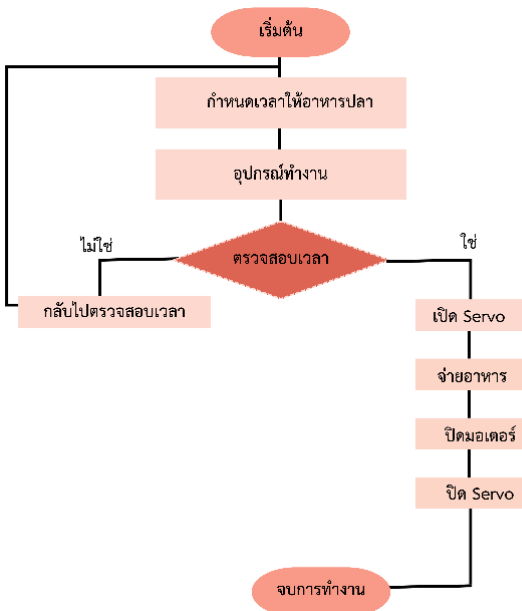 เริ่มต้น
กำหนดเวลาให้อาหารปลา
อุปกรณ์ทำงาน
ตรวจสอบเวลา
ไม่ใช่
ใช่
กลับไปตรวจสอบเวลา
เปิด Servo
จ่ายอาหาร
ปิดมอเตอร์
ปิด Servo
จบการทำงาน